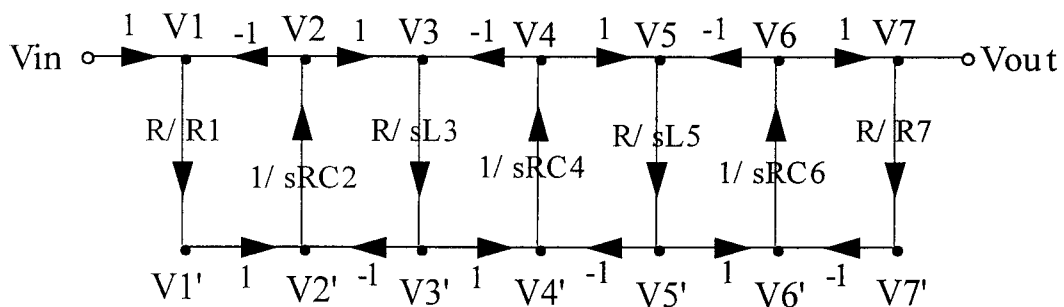 1 V1 -1 V2 1 V3 -1 V4 1 V5 -1 V6 1 V7
Vin Vout
R/ R1 R/ sL3 R/ sL5 R/ R7
1/ sRC2 1/ sRC4 1/ sRC6
1 -1 1 -1 1 -1
V1' V2' V3' V4' V5' V6' V7'